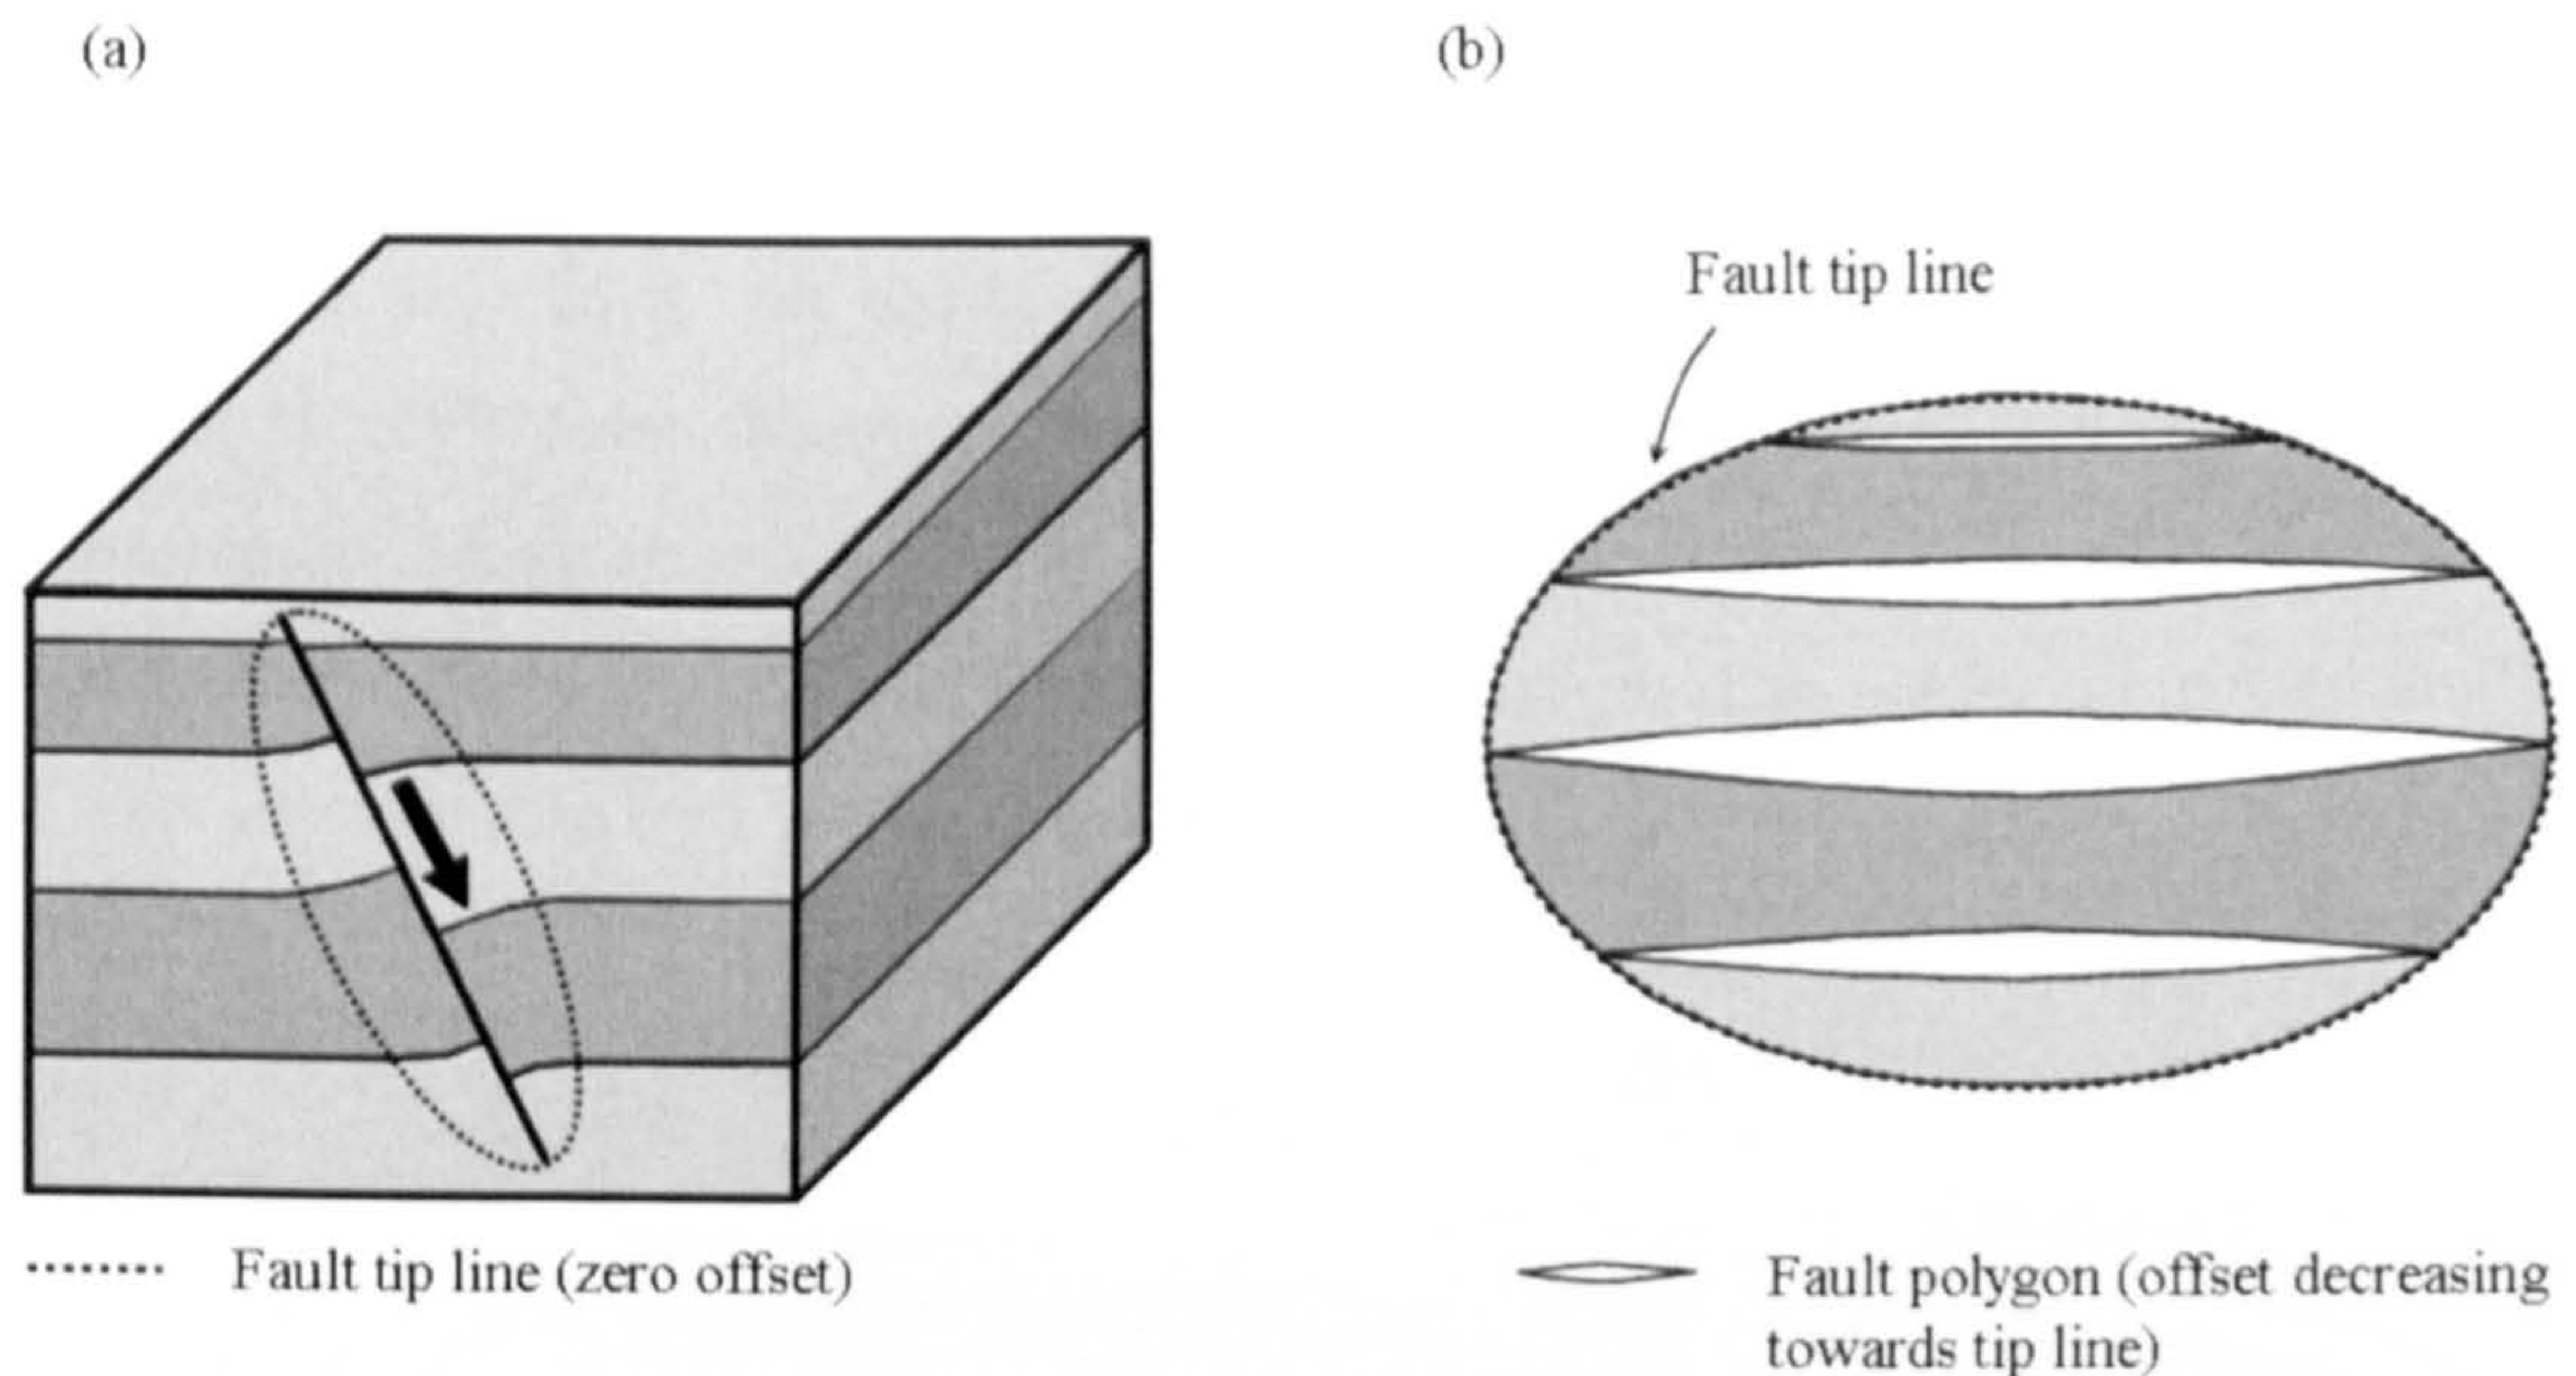 (a)
(b)
Fault tip line
Fault tip line (zero offset)
Fault polygon (offset decreasing
towards tip line)